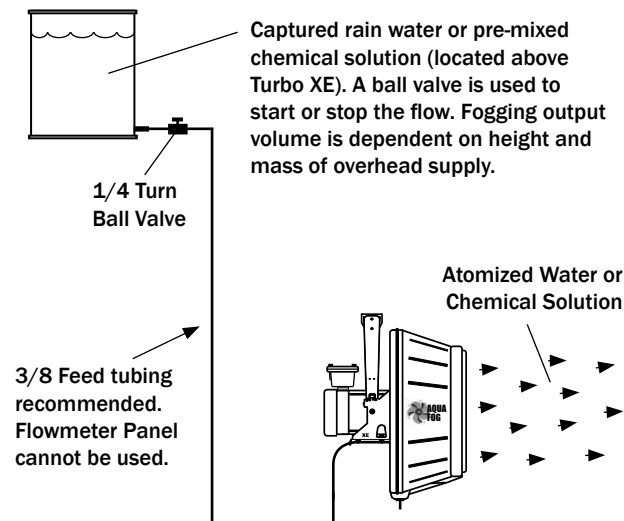 Captured rain water or pre-mixed
chemical solution (located above
Turbo XE). A ball valve is used to
start or stop the flow. Fogging output
volume is dependent on height and
mass of overhead supply.
1/4 Turn
Ball Valve
Atomized Water or
Chemical Solution
3/8 Feed tubing
recommended.
Flowmeter Panel
cannot be used.
AQUA
FOG
XE